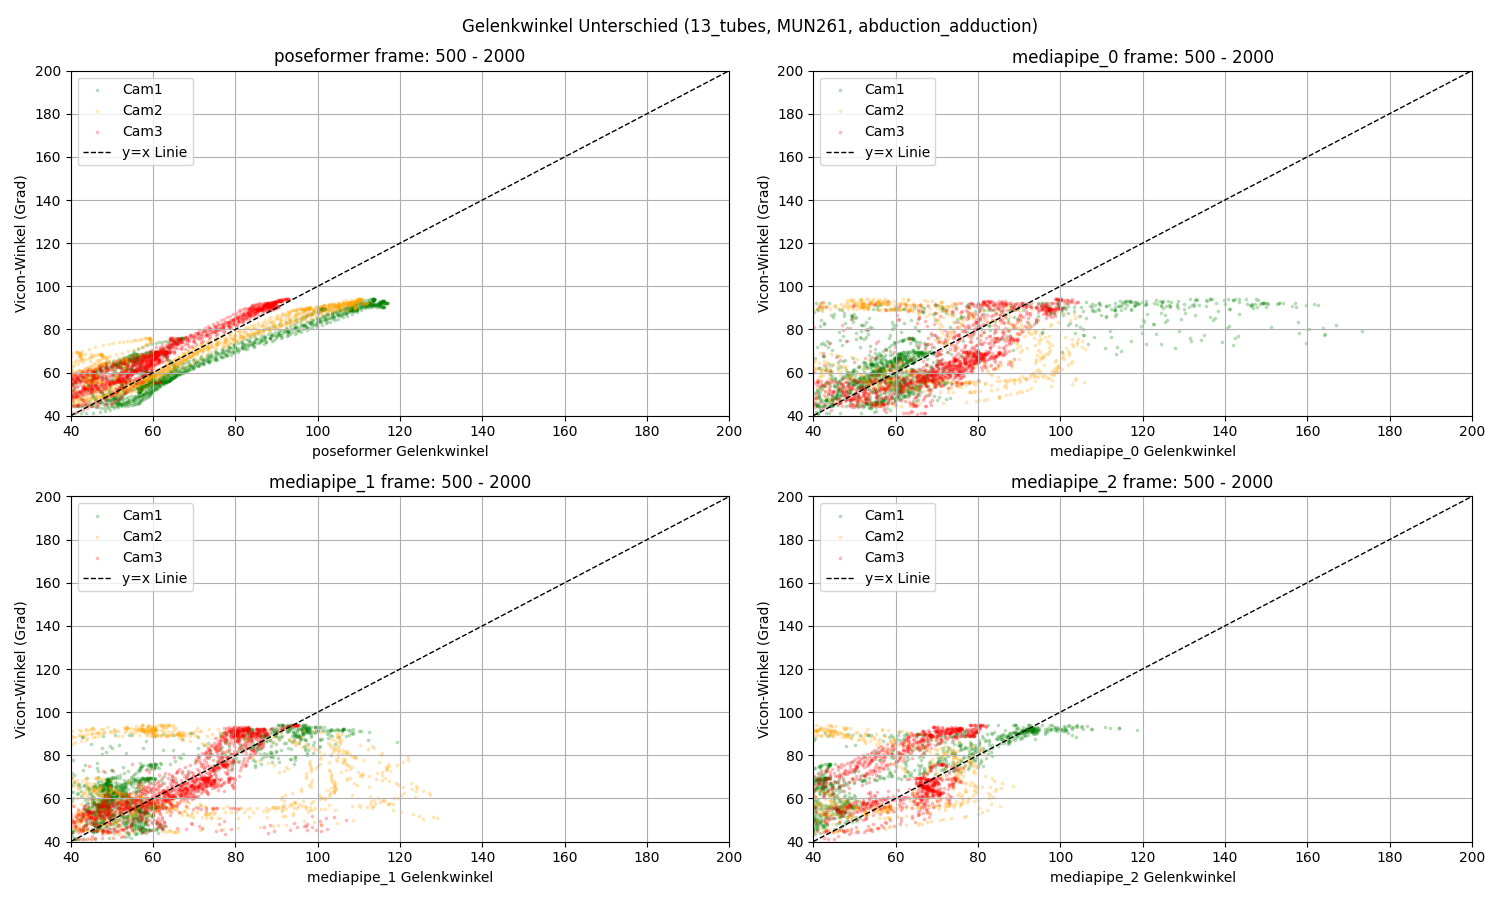 Gelenkwinkel Unterschied (13_tubes, MUN261, abduction_adduction)
poseformer frame: 500 - 2000
Vicon-Winkel (Grad)
200
180
160
140
120
100
80
60
40
Cam1
Cam2
Cam3
y=x Linie
40 60 80 100 120 140 160 180 200
poseformer Gelenkwinkel
mediapipe_0 frame: 500 - 2000
Vicon-Winkel (Grad)
200
180
160
140
120
100
80
60
40
Cam1
Cam2
Cam3
y=x Linie
40 60 80 100 120 140 160 180 200
mediapipe_0 Gelenkwinkel
mediapipe_1 frame: 500 - 2000
Vicon-Winkel (Grad)
200
180
160
140
120
100
80
60
40
Cam1
Cam2
Cam3
y=x Linie
40 60 80 100 120 140 160 180 200
mediapipe_1 Gelenkwinkel
mediapipe_2 frame: 500 - 2000
Vicon-Winkel (Grad)
200
180
160
140
120
100
80
60
40
Cam1
Cam2
Cam3
y=x Linie
40 60 80 100 120 140 160 180 200
mediapipe_2 Gelenkwinkel